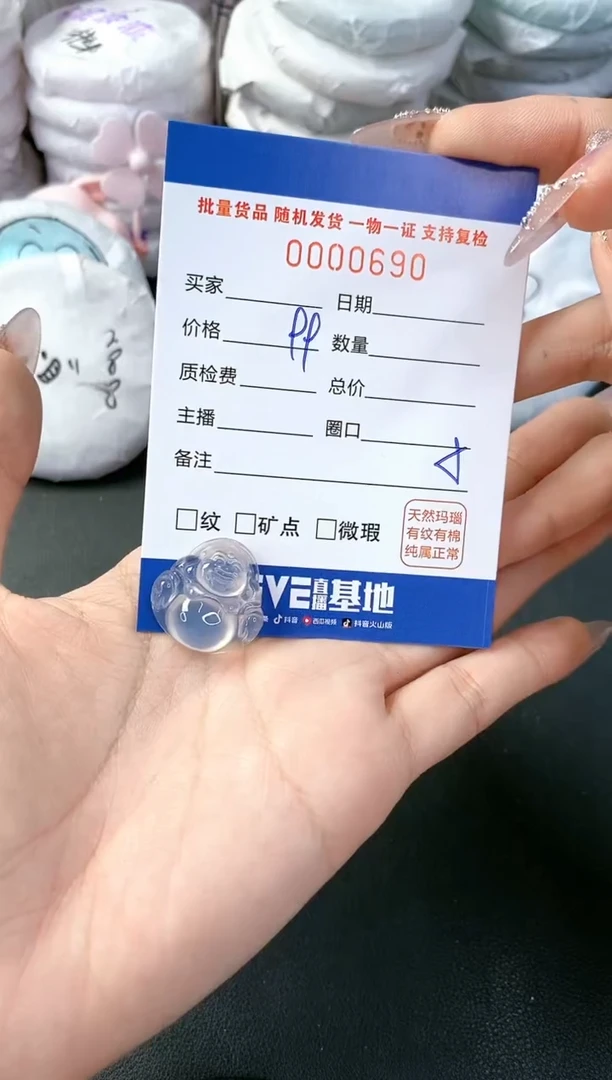 批量货品 随机发货 一物一证 支持复检
0000690
买家 日期
价格 PP 数量
质检费 总价
主播 圈口
备注
□纹 □矿点 □微瑕
天然玛瑙
有纹有棉
纯属正常
直播基地
抖音 西瓜视频 抖音火山版